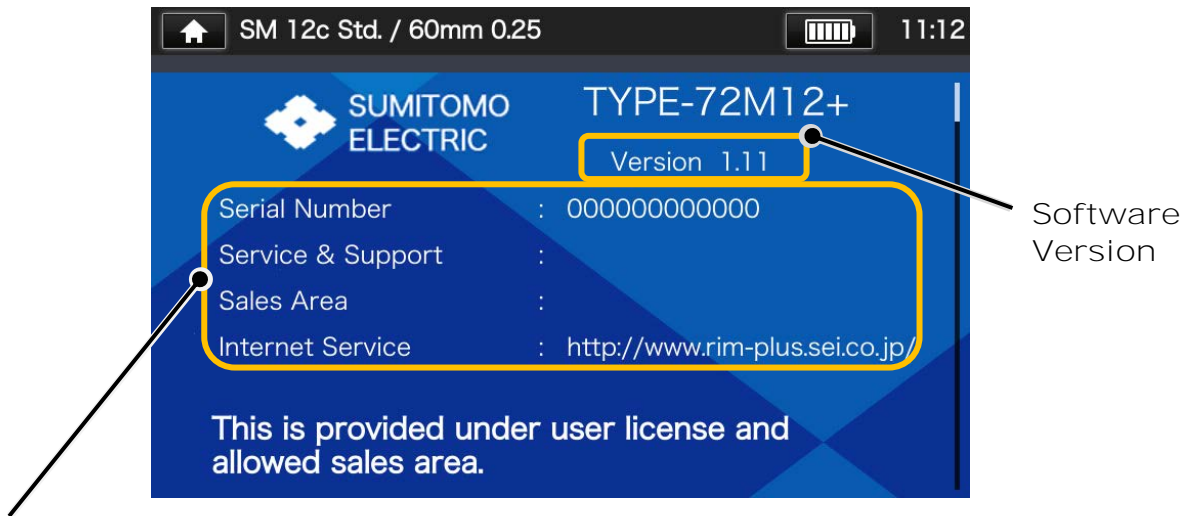 SM 12c Std. / 60mm 0.25
11:12
SUMITOMO
ELECTRIC
TYPE-72M12+
Version 1.11
Serial Number : 000000000000
Service & Support :
Sales Area :
Internet Service : http://www.rim-plus.sei.co.jp/
This is provided under user license and
allowed sales area.
Software
Version